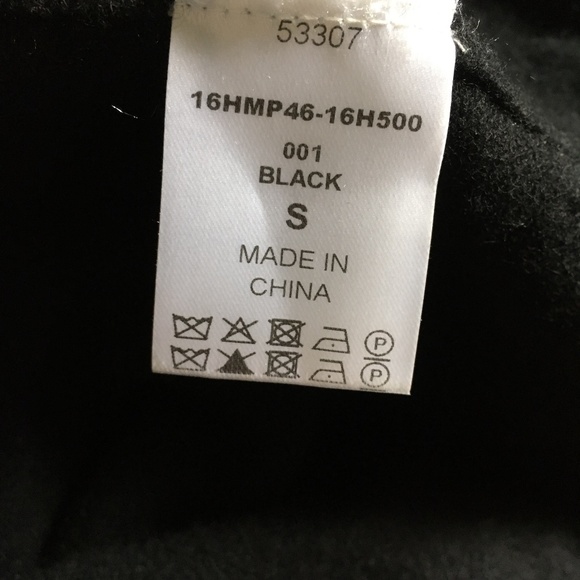 53307
16HMP46-16H500
001
BLACK
S
MADE IN
CHINA
P
P